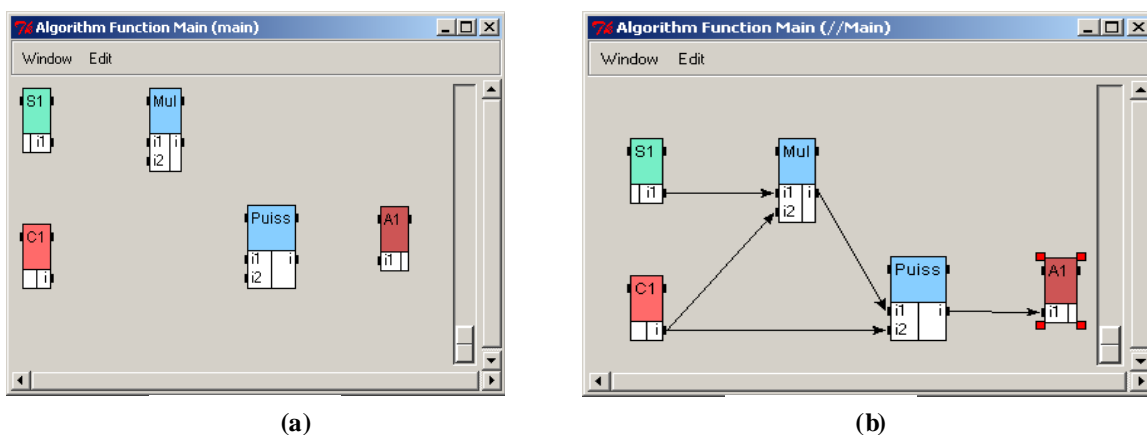 Algorithm Function Main (main)
Window Edit
S1
i1
Mul
i1 i
i2
C1
i
Puiss
i1 i
i2
A1
i1
(a)
Algorithm Function Main (//Main)
Window Edit
S1
i1
Mul
i1 i
i2
C1
i
Puiss
i1 i
i2
A1
i1
(b)